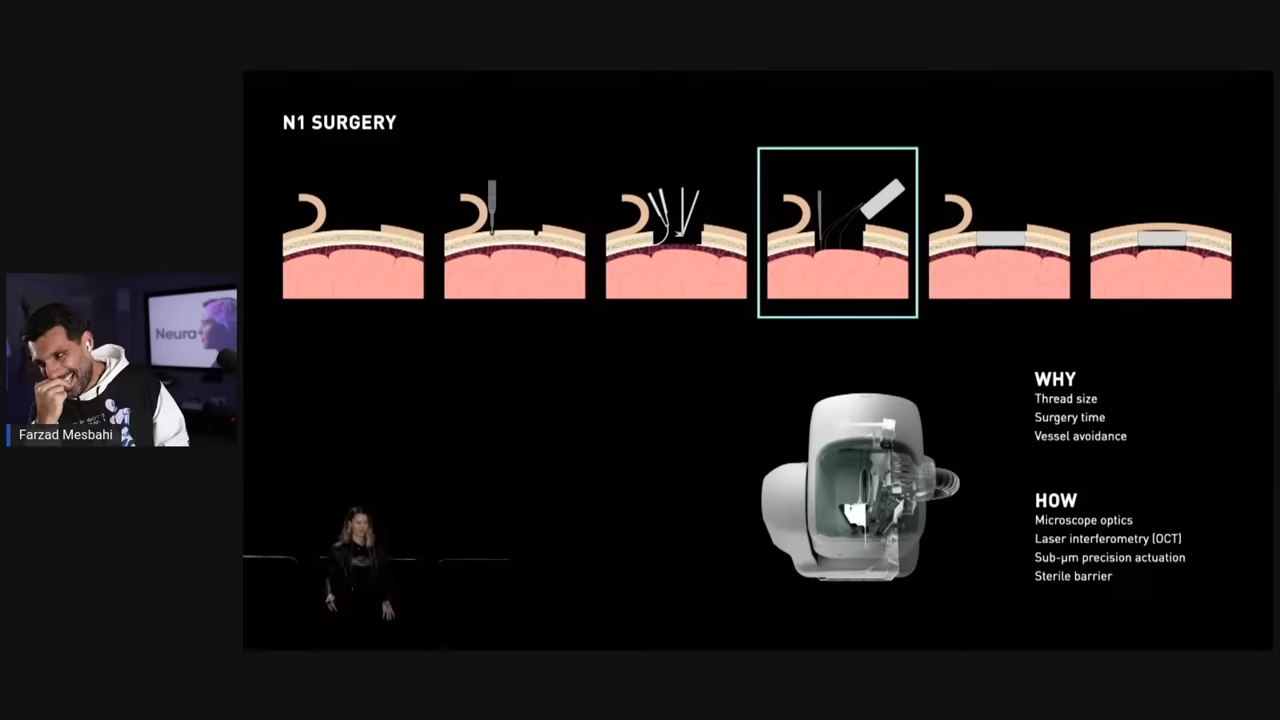 N1 SURGERY
Neura
Farzad Mesbahi
WHY
Thread size
Surgery time
Vessel avoidance
HOW
Microscope optics
Laser interferometry (OCT)
Sub-μm precision actuation
Sterile barrier